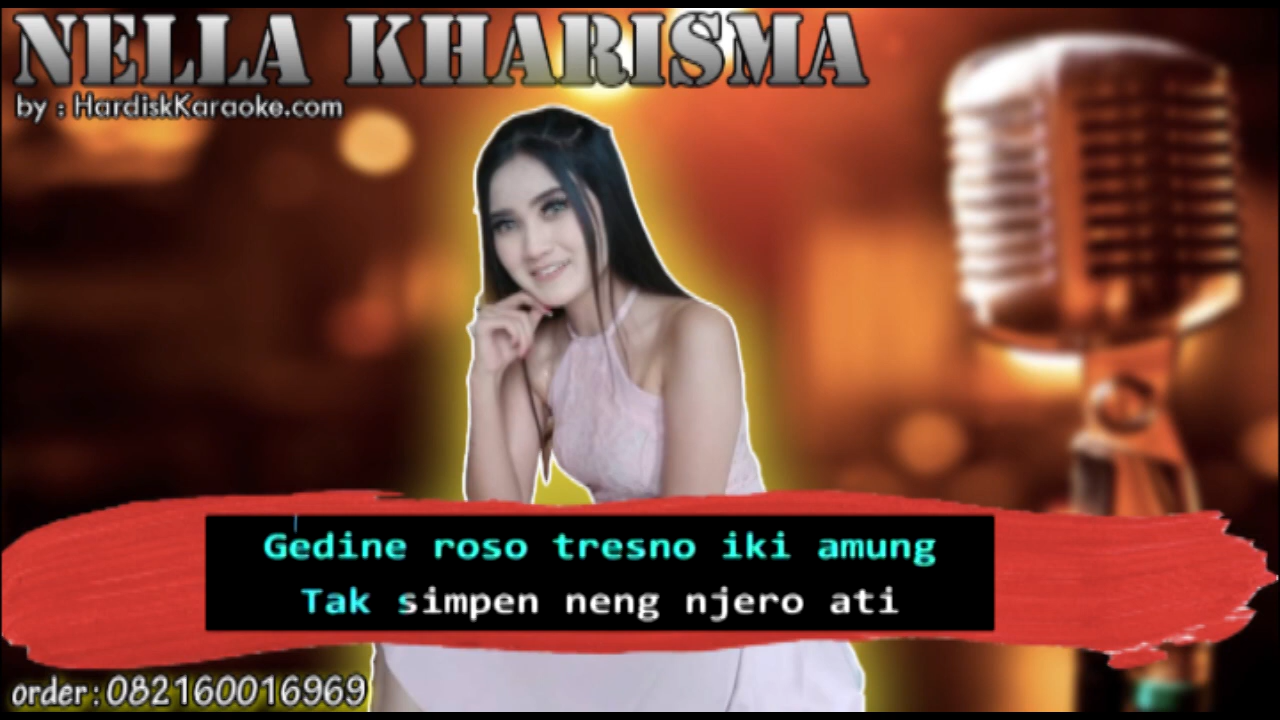 NELLA KHARISMA
by : HardiskKaraoke.com
Gedine roso tresno iki amung
Tak simpen neng njero ati
order : 082160016969